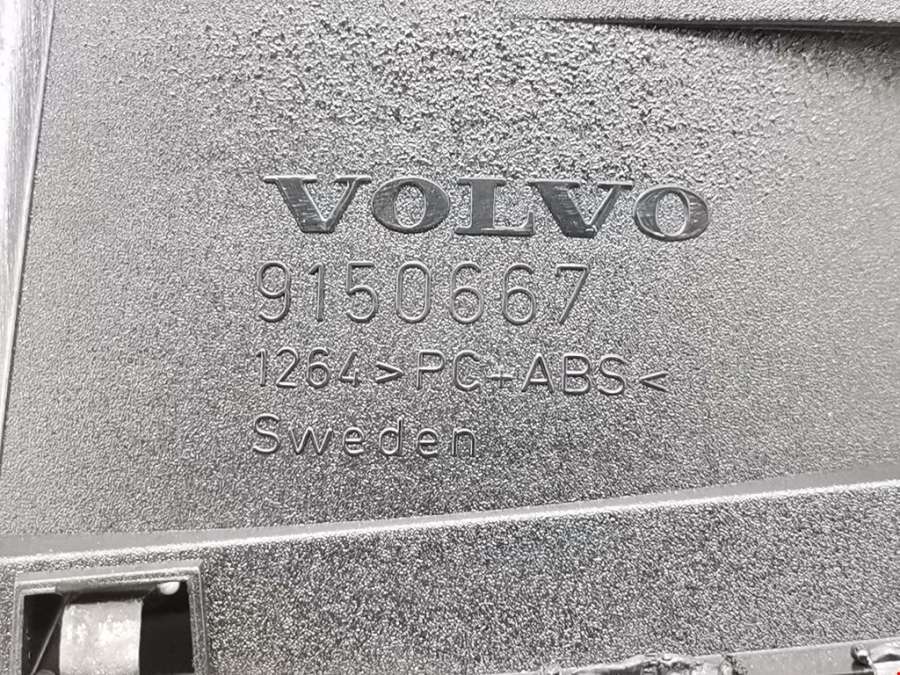 VOLVO
9150667
1264 >PC+ABS<
Sweden